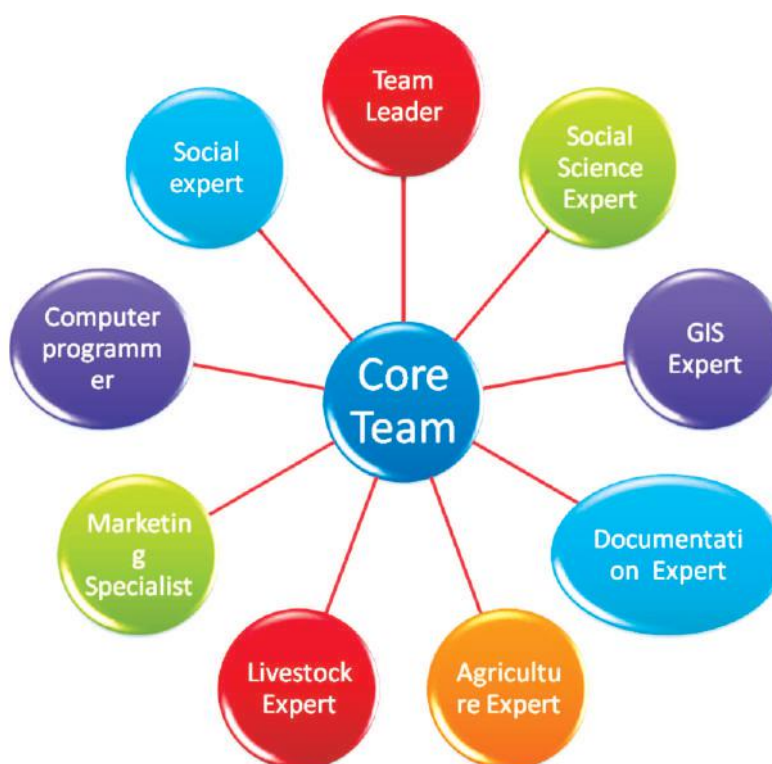 Team
Leader
Social
Science
Expert
GIS
Expert
Documentati
on Expert
Agricultu
re Expert
Livestock
Expert
Marketin
g
Specialist
Computer
programm
er
Social
expert
Core
Team